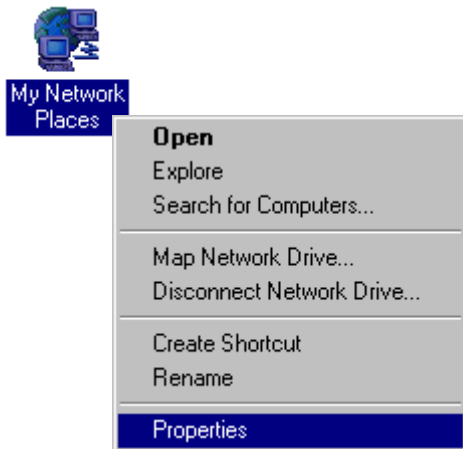 My Network
Places
Open
Explore
Search for Computers...
Map Network Drive...
Disconnect Network Drive...
Create Shortcut
Rename
Properties